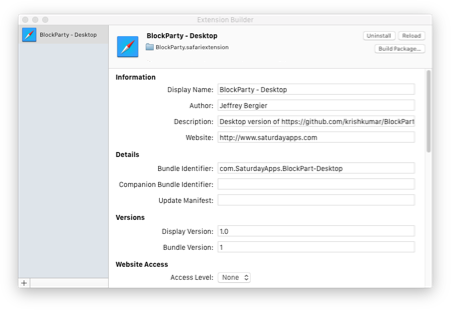 Extension Builder
BlockParty - Desktop
BlockParty - Desktop
Uninstall Reload
BlockParty.safariextension
Build Package...
Information
Display Name: BlockParty - Desktop
Author: Jeffrey Bergier
Description: Desktop version of https://github.com/krishkumar/BlockPart
Website: http://www.saturdayapps.com
Details
Bundle Identifier: com.SaturdayApps.BlockPart-Desktop
Companion Bundle Identifier:
Update Manifest:
Versions
Display Version: 1.0
Bundle Version: 1
Website Access
Access Level: None